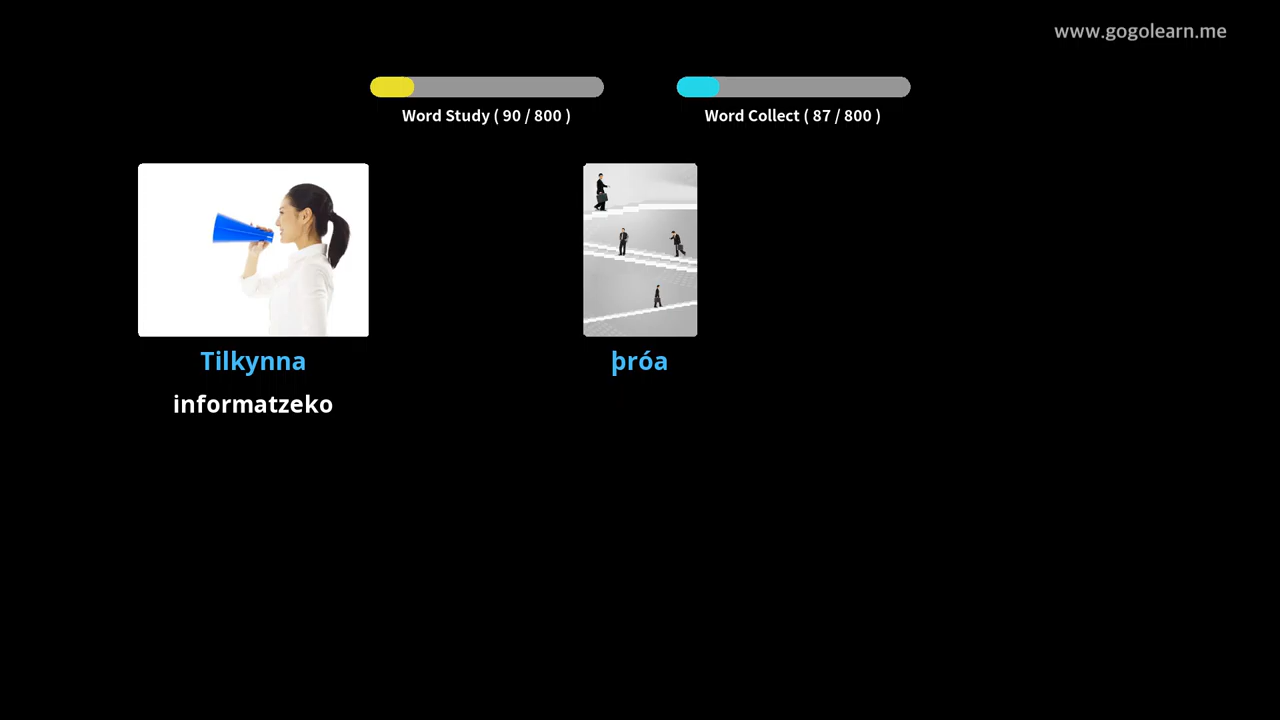 www.gogolearn.me
Word Study ( 90 / 800 )
Word Collect ( 87 / 800 )
Tilkynna
informatzeko
þróa